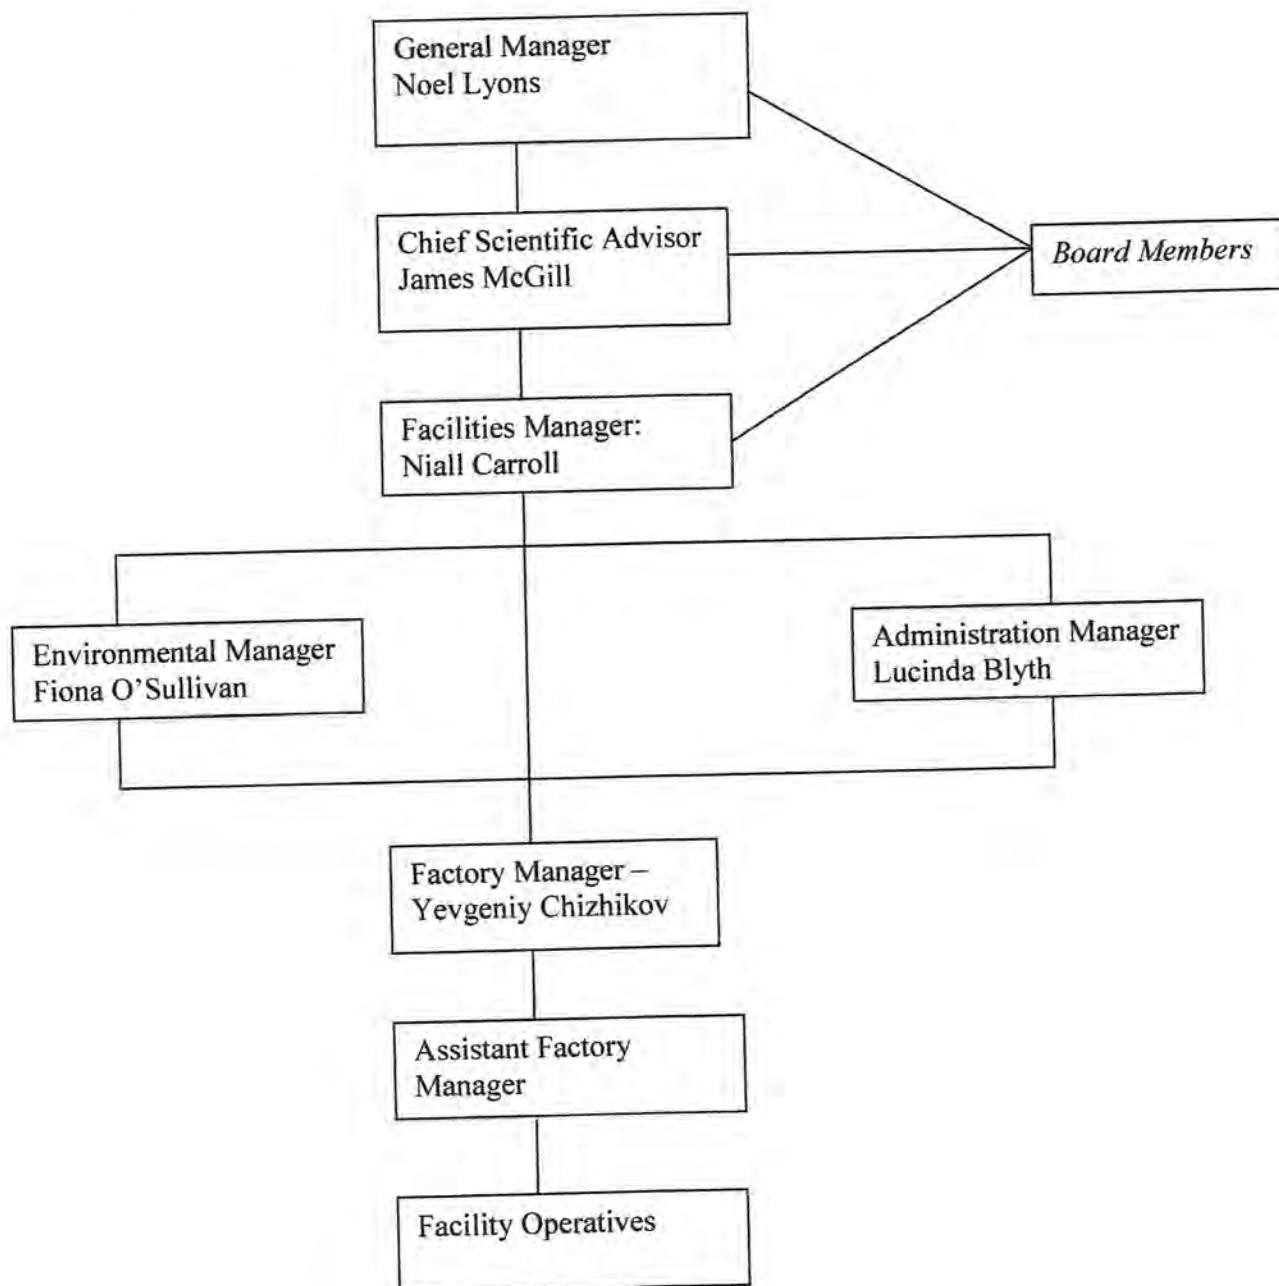 General Manager
Noel Lyons
Chief Scientific Advisor
James McGill
Board Members
Facilities Manager:
Niall Carroll
Environmental Manager
Fiona O'Sullivan
Administration Manager
Lucinda Blyth
Factory Manager –
Yevgeniy Chizhikov
Assistant Factory
Manager
Facility Operatives